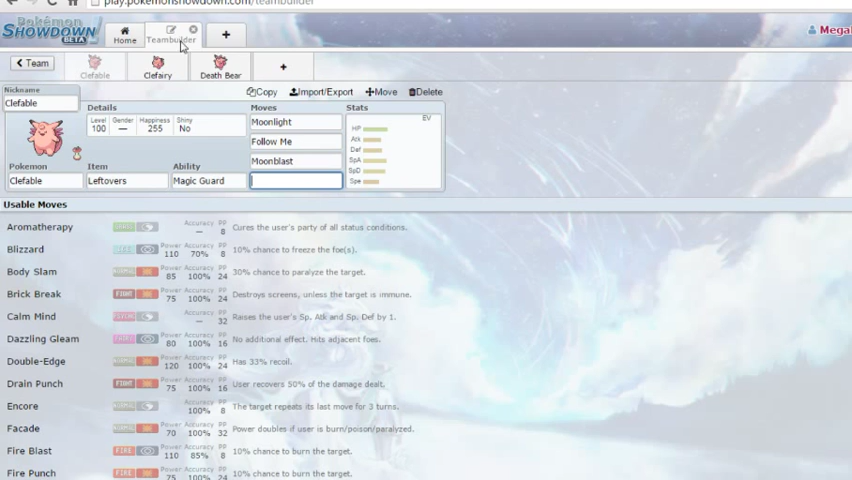 play.pokemonshowdown.com/teambuilder
Pokémon
SHOWDOWN
BETA
Home
Teambuilder
+
Team
Clefable
Clefairy
Death Bear
+
Copy Import/Export Move Delete
Nickname
Clefable
Details
Level Gender Happiness Shiny
100 — 255 No
Pokemon
Clefable
Item
Leftovers
Ability
Magic Guard
Moves
Moonlight
Follow Me
Moonblast
Stats
EV
HP
Atk
Def
SpA
SpD
Spe
Usable Moves
Aromatherapy GRASS Accuracy — PP 8 Cures the user's party of all status conditions.
Blizzard Power 110 Accuracy 70% PP 8 10% chance to freeze the foe(s).
Body Slam NORMAL Power 85 Accuracy 100% PP 24 30% chance to paralyze the target.
Brick Break FIGHT Power 75 Accuracy 100% PP 24 Destroys screens, unless the target is immune.
Calm Mind Accuracy — PP 32 Raises the user's Sp. Atk and Sp. Def by 1.
Dazzling Gleam FAIRY Power 80 Accuracy 100% PP 16 No additional effect. Hits adjacent foes.
Double-Edge NORMAL Power 120 Accuracy 100% PP 24 Has 33% recoil.
Drain Punch FIGHT Power 75 Accuracy 100% PP 16 User recovers 50% of the damage dealt.
Encore NORMAL Accuracy 100% PP 8 The target repeats its last move for 3 turns.
Facade NORMAL Power 70 Accuracy 100% PP 32 Power doubles if user is burn/poison/paralyzed.
Fire Blast FIRE Power 110 Accuracy 85% PP 8 10% chance to burn the target.
Fire Punch FIRE Power 75 Accuracy 100% PP 24 10% chance to burn the target.